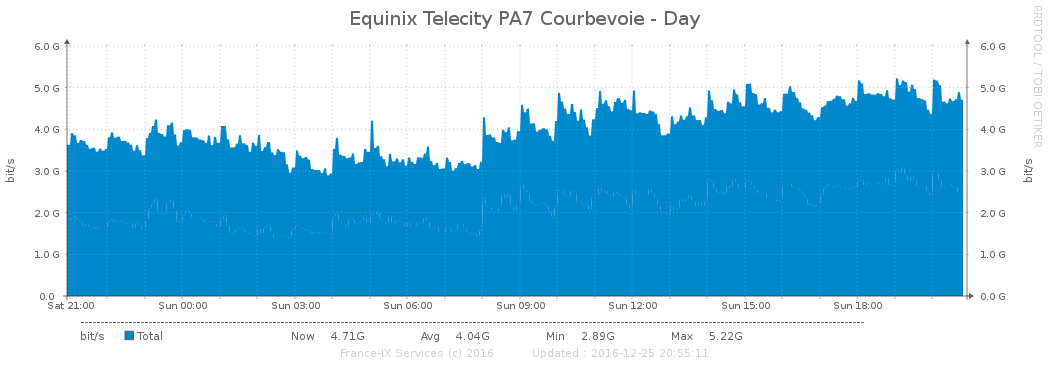 Equinix Telecity PA7 Courbevoie - Day
RRDTOOL / TOBI OETIKER
bit/s
6.0 G 6.0 G
5.0 G 5.0 G
4.0 G 4.0 G
3.0 G 3.0 G
2.0 G 2.0 G
1.0 G 1.0 G
0.0 0.0 G
bit/s
Sat 21:00 Sun 00:00 Sun 03:00 Sun 06:00 Sun 09:00 Sun 12:00 Sun 15:00 Sun 18:00
bit/s Total Now 4.71G Avg 4.04G Min 2.89G Max 5.22G
France-IX Services (c) 2016 Updated : 2016-12-25 20:55:11